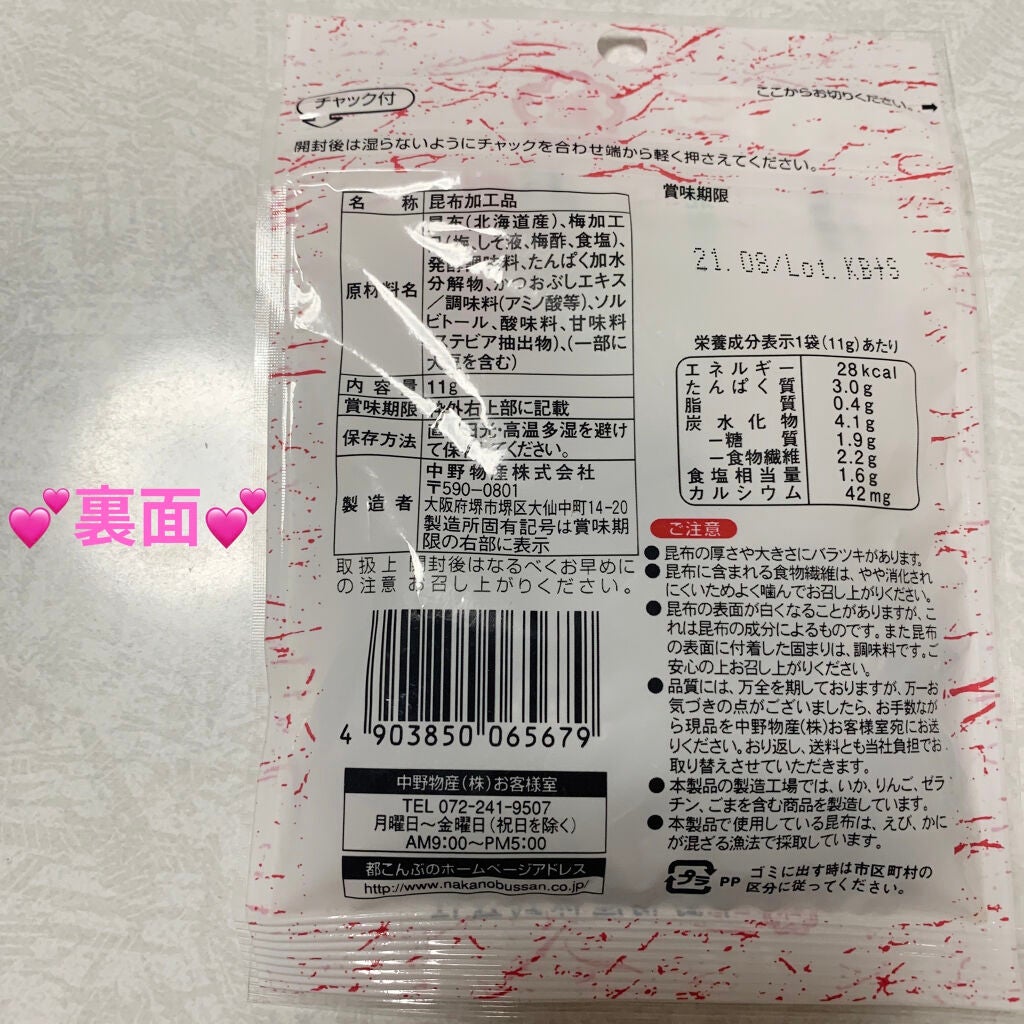 チャック付
ここからお切りください。
開封後は湿らないようにチャックを合わせ端から軽く押さえてください。
名 称 昆布加工品
原材料名
昆布(北海道産)、梅加工
(梅、しそ液、梅酢、食塩)、
発酵調味料、たんぱく加水
分解物、かつおぶしエキス
/調味料(アミノ酸等)、ソル
ビトール、酸味料、甘味料
ステビア抽出物)、(一部に
大豆を含む)
内容量 11g
賞味期限 枠外右上部に記載
保存方法
直射日光・高温多湿を避け
て保存してください。
製造者
中野物産株式会社
〒590-0801
大阪府堺市堺区大仙中町14-20
製造所固有記号は賞味期
限の右部に表示
取扱上の注意
開封後はなるべくお早めに
お召し上がりください。
4 903850 065679
中野物産(株)お客様室
TEL 072-241-9507
月曜日〜金曜日(祝日を除く)
AM9:00〜PM5:00
都こんぶのホームページアドレス
http://www.nakanobussan.co.jp/
賞味期限
21.08/Lot.KB+S
栄養成分表示1袋(11g)あたり
エネルギー 28kcal
たんぱく質 3.0g
脂質 0.4g
炭水化物 4.1g
ー糖質 1.9g
ー食物繊維 2.2g
食塩相当量 1.6g
カルシウム 42mg
ご注意
●昆布の厚さや大きさにバラツキがあります。
●昆布に含まれる食物繊維は、やや消化され
にくいためよく噛んでお召し上がりください。
●昆布の表面が白くなることがありますが、こ
れは昆布の成分によるものです。また昆布
の表面に付着した固まりは、調味料です。ご
安心の上お召し上がりください。
●品質には、万全を期しておりますが、万一お
気づきの点がございましたら、お手数なが
ら現品を中野物産(株)お客様室宛にお送
りください。おり返し、送料とも当社負担でお
取り替えさせていただきます。
●本製品の製造工場では、いか、りんご、ゼラ
チン、ごまを含む商品を製造しています。
●本製品で使用している昆布は、えび、かに
が混ざる漁法で採取しています。
プラ PP ゴミに出す時は市区町村の
区分に従ってください。
💕裏面💕